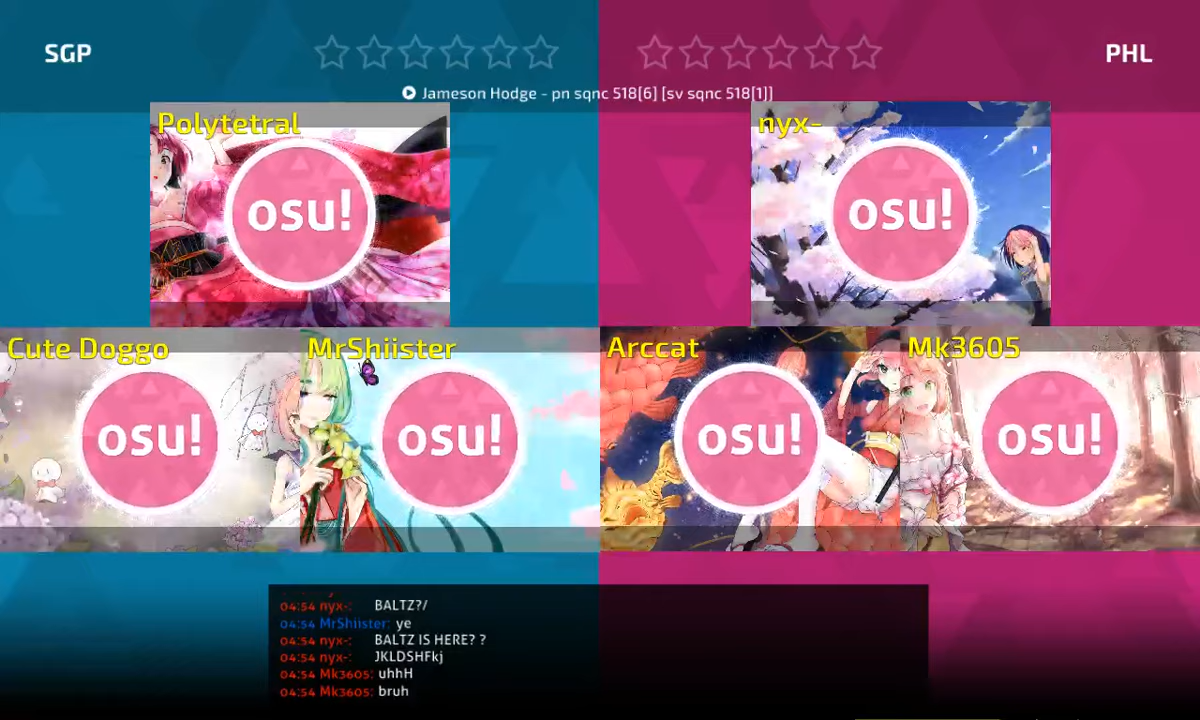 SGP
PHL
Jameson Hodge - pn sqnc 518[6] [sv sqnc 518[1]]
Polytetral
osu!
nyx-
osu!
Cute Doggo
osu!
MrShiister
osu!
Arccat
osu!
Mk3605
osu!
04:54 nyx-: BALTZ?/
04:54 MrShiister: ye
04:54 nyx-: BALTZ IS HERE? ?
04:54 nyx-: JKLDSHFkj
04:54 Mk3605: uhhH
04:54 Mk3605: bruh